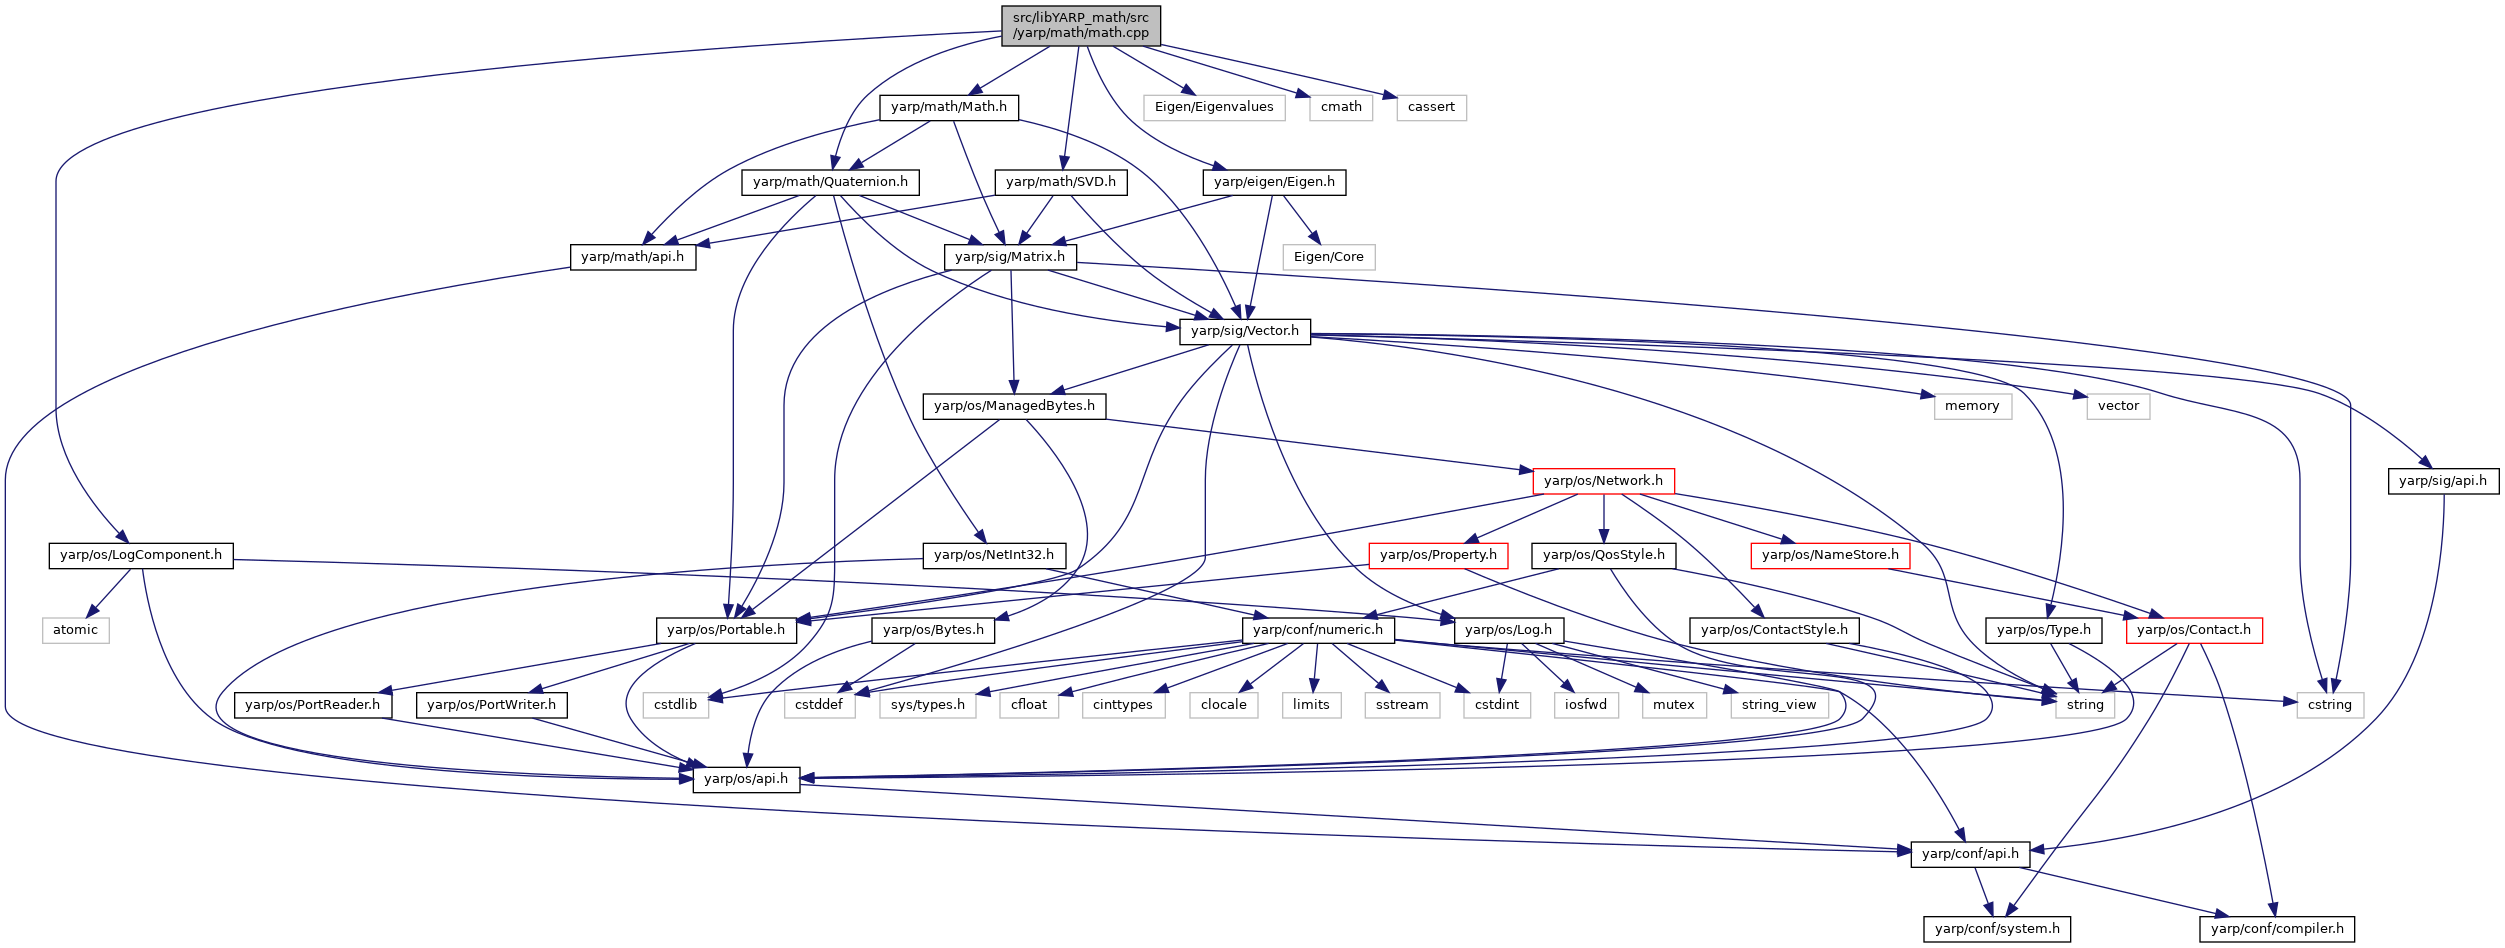 src/libYARP_math/src
/yarp/math/math.cpp
yarp/math/Math.h
Eigen/Eigenvalues
cmath
cassert
yarp/math/Quaternion.h
yarp/math/SVD.h
yarp/eigen/Eigen.h
yarp/math/api.h
yarp/sig/Matrix.h
Eigen/Core
yarp/sig/Vector.h
yarp/os/ManagedBytes.h
memory
vector
yarp/os/Network.h
yarp/sig/api.h
yarp/os/LogComponent.h
yarp/os/NetInt32.h
yarp/os/Property.h
yarp/os/QosStyle.h
yarp/os/NameStore.h
atomic
yarp/os/Portable.h
yarp/os/Bytes.h
yarp/conf/numeric.h
yarp/os/Log.h
yarp/os/ContactStyle.h
yarp/os/Type.h
yarp/os/Contact.h
yarp/os/PortReader.h
yarp/os/PortWriter.h
cstdlib
cstddef
sys/types.h
cfloat
cinttypes
clocale
limits
sstream
cstdint
iosfwd
mutex
string_view
string
cstring
yarp/os/api.h
yarp/conf/api.h
yarp/conf/system.h
yarp/conf/compiler.h